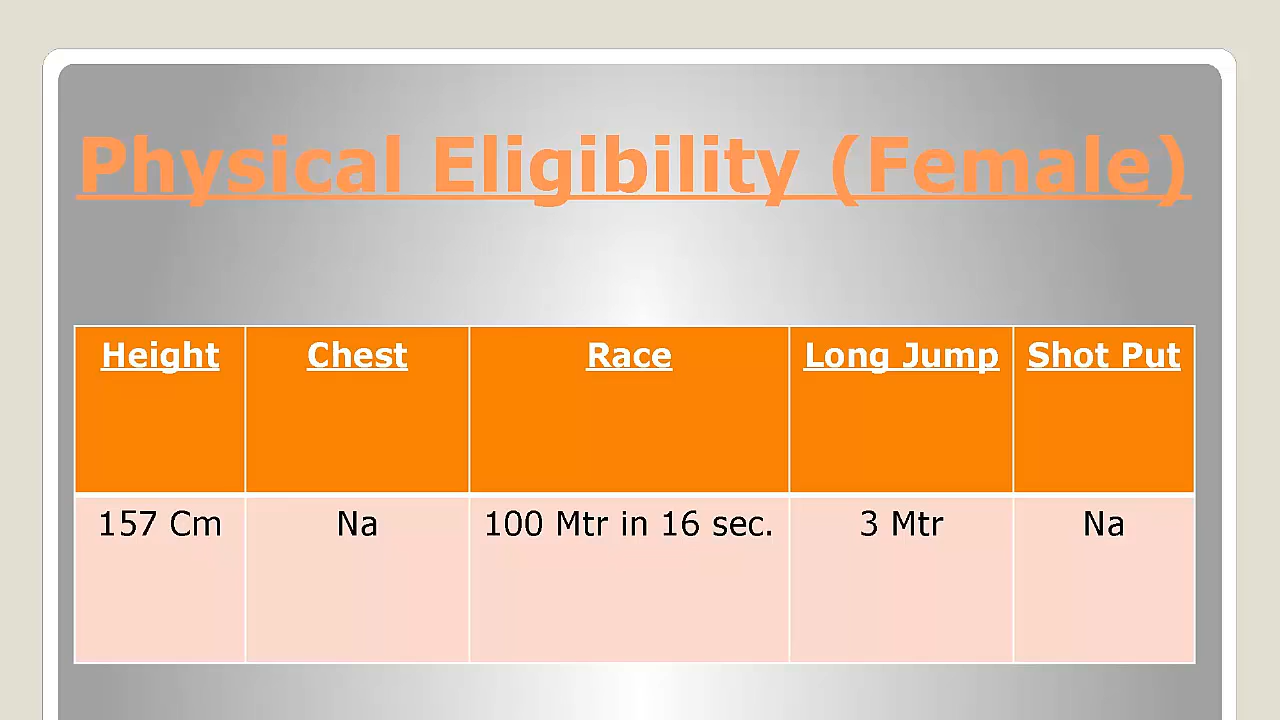 Physical Eligibility (Female)
Height Chest Race Long Jump Shot Put
157 Cm Na 100 Mtr in 16 sec. 3 Mtr Na